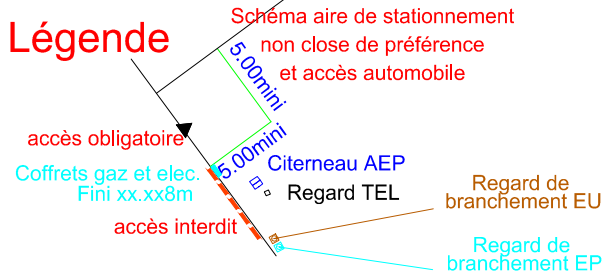 Légende
Schéma aire de stationnement
non close de préférence
et accès automobile
5.00mini
5.00mini
accès obligatoire
Coffrets gaz et elec.
Fini xx.xx8m
accès interdit
Citerneau AEP
Regard TEL
Regard de
branchement EU
Regard de
branchement EP